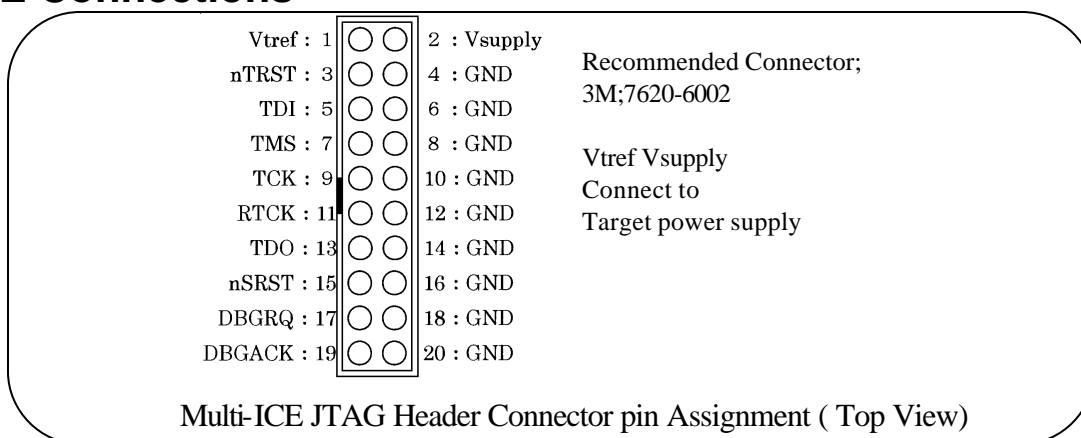 Vtref : 1 2 : Vsupply
nTRST : 3 4 : GND
TDI : 5 6 : GND
TMS : 7 8 : GND
TCK : 9 10 : GND
RTCK : 11 12 : GND
TDO : 13 14 : GND
nSRST : 15 16 : GND
DBGRQ : 17 18 : GND
DBGACK : 19 20 : GND
Recommended Connector;
3M;7620-6002
Vtref Vsupply
Connect to
Target power supply
Multi-ICE JTAG Header Connector pin Assignment ( Top View)